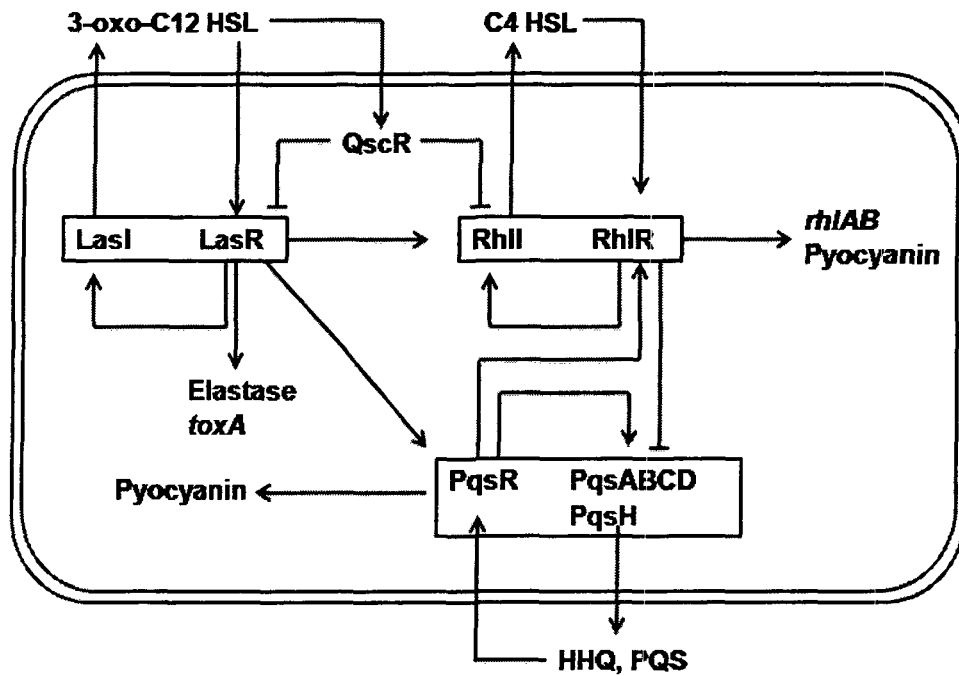 3-oxo-C12 HSL
C4 HSL
QscR
LasI LasR
RhlI RhlR
rhlAB
Pyocyanin
Elastase
toxA
Pyocyanin
PqsR PqsABCD
PqsH
HHQ, PQS